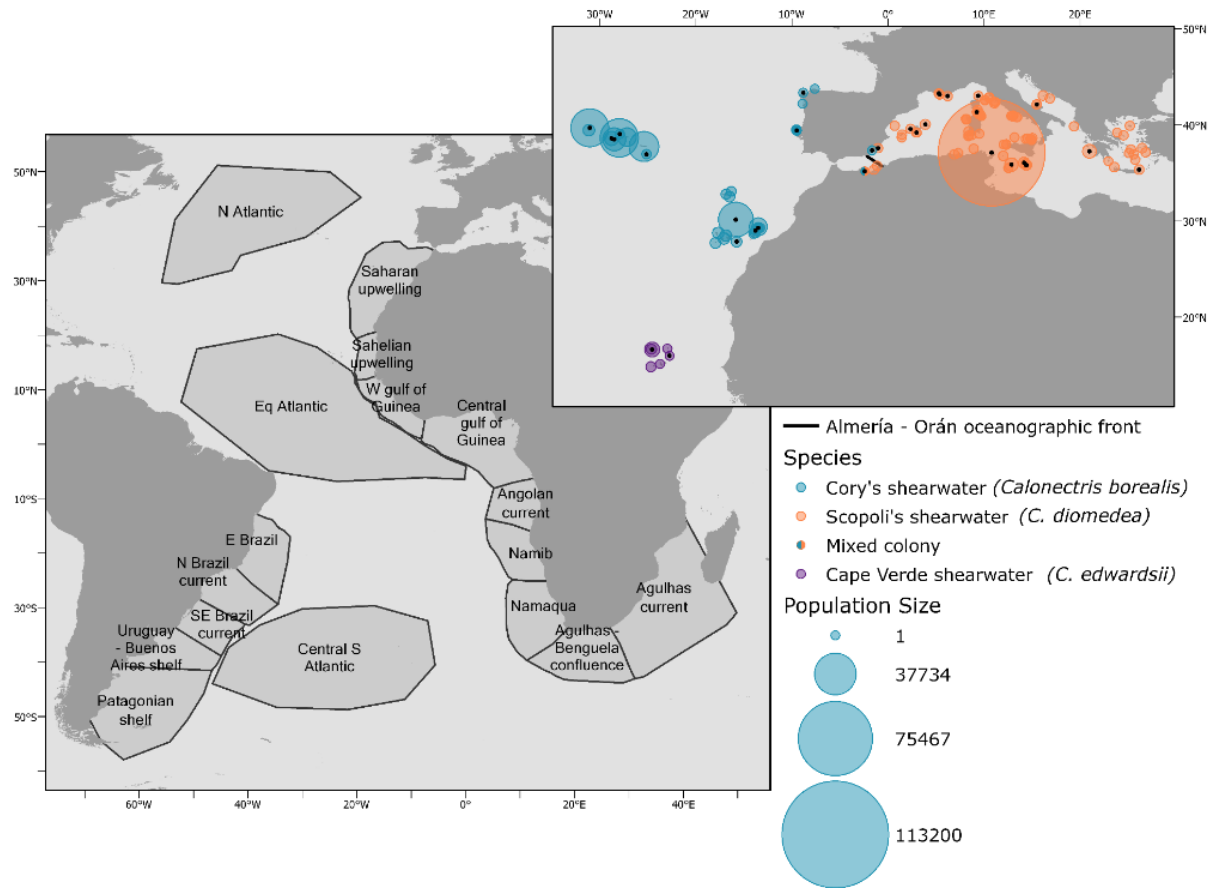 30°W
20°W
10°W
0°
10°E
20°E
50°N
40°N
30°N
20°N
50°N
30°N
10°N
10°S
30°S
50°S
N Atlantic
Saharan
upwelling
Sahelian
upwelling
W gulf of
Guinea
Eq Atlantic
Central
gulf of
Guinea
Angolan
current
E Brazil
Namib
N Brazil
current
Namaqua
Agulhas
current
SE Brazil
current
Uruguay
- Buenos
Aires shelf
Central S
Atlantic
Agulhas -
Benguela
confluence
Patagonian
shelf
60°W
40°W
20°W
0°
20°E
40°E
Almería - Orán oceanographic front
Species
Cory's shearwater (Calonectris borealis)
Scopoli's shearwater (C. diomedea)
Mixed colony
Cape Verde shearwater (C. edwardsii)
Population Size
1
37734
75467
113200